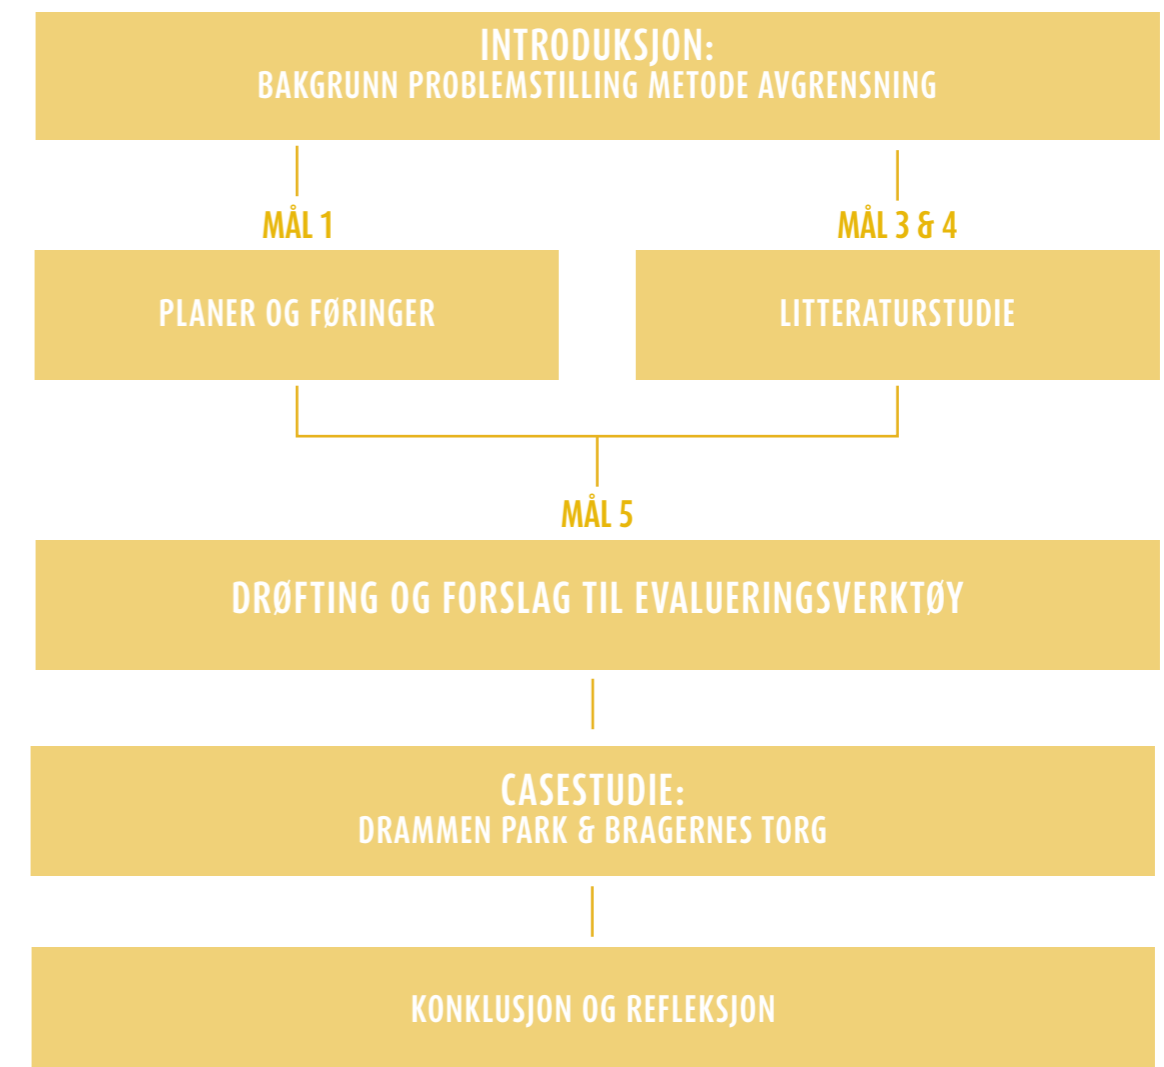 INTRODUKSJON:
BAKGRUNN PROBLEMSTILLING METODE AVGRENSNING
MÅL 1
MÅL 3 & 4
PLANER OG FØRINGER
LITTERATURSTUDIE
MÅL 5
DRØFTING OG FORSLAG TIL EVALUERINGSVERKTØY
CASESTUDIE:
DRAMMEN PARK & BRAGERNES TORG
KONKLUSJON OG REFLEKSJON